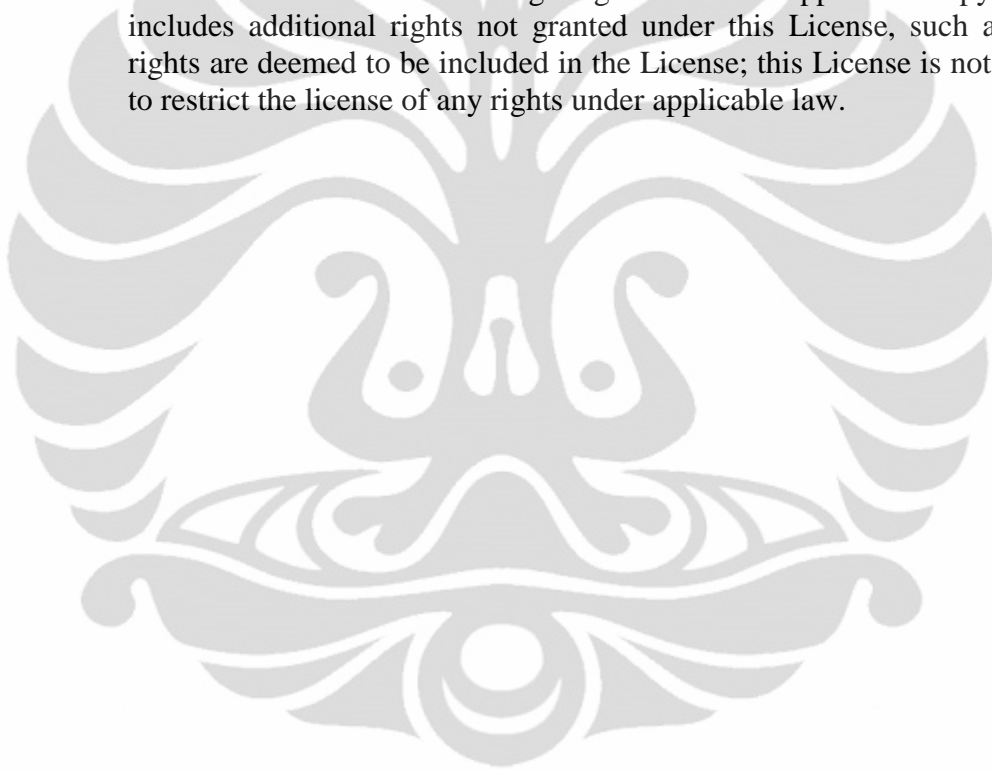 includes additional rights not granted under this License, such
rights are deemed to be included in the License; this License is not
to restrict the license of any rights under applicable law.